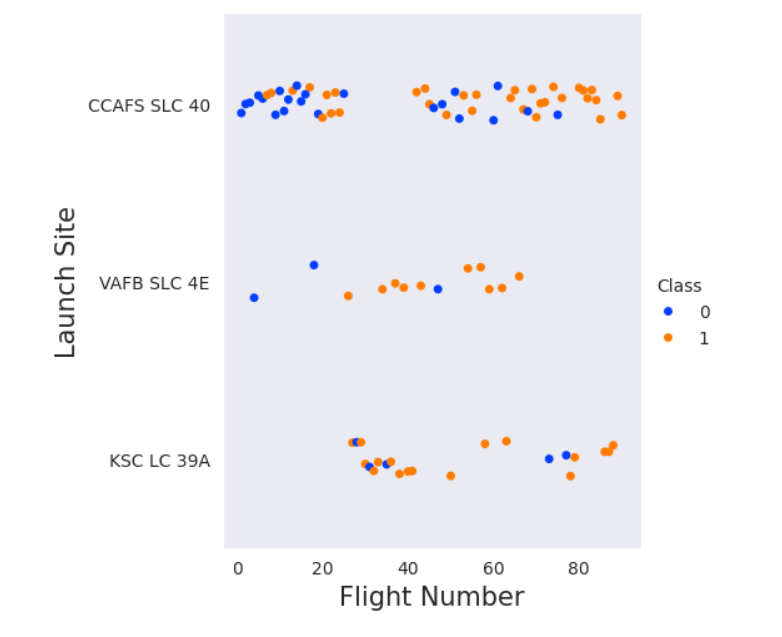 CCAFS SLC 40
VAFB SLC 4E
KSC LC 39A
Launch Site
0 20 40 60 80
Flight Number
Class
0
1